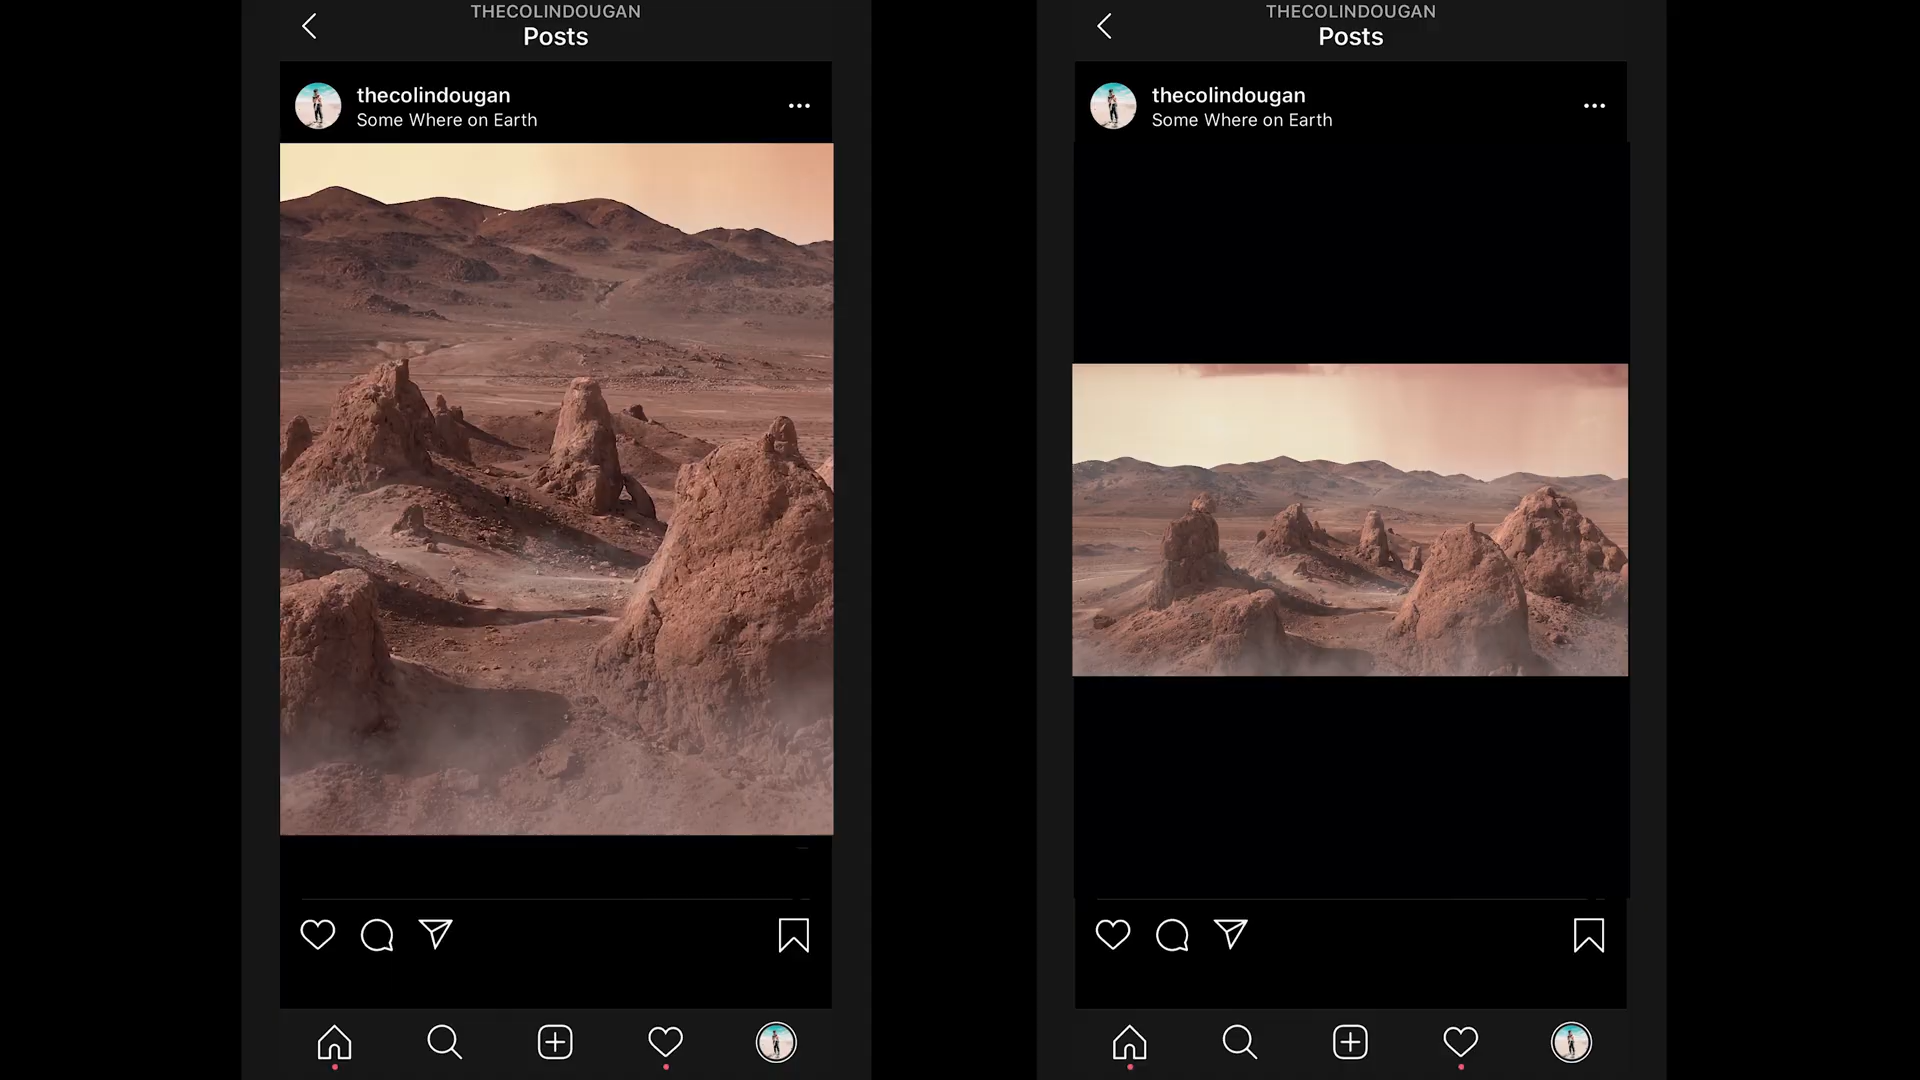 THECOLINDOUGAN
Posts
thecolindougan
Some Where on Earth
THECOLINDOUGAN
Posts
thecolindougan
Some Where on Earth